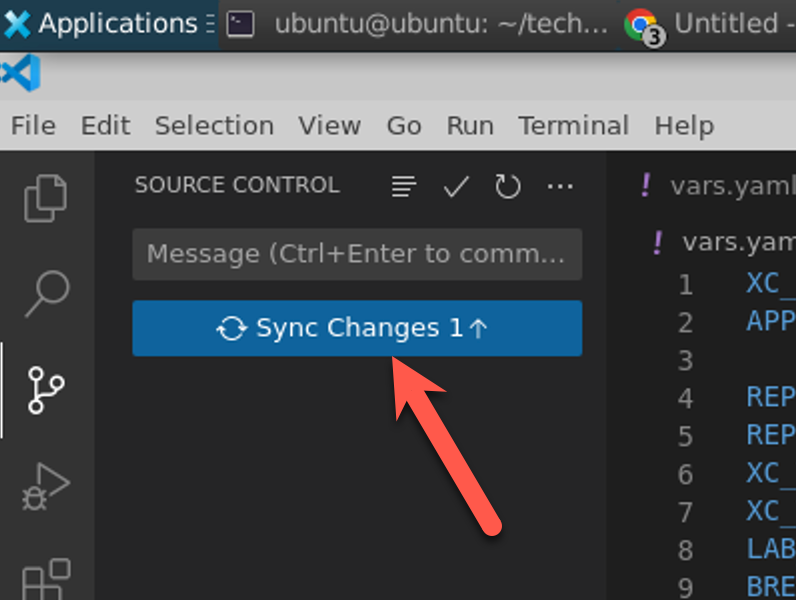 Applications
ubuntu@ubuntu: ~/tech...
3
Untitled -
File Edit Selection View Go Run Terminal Help
SOURCE CONTROL
Message (Ctrl+Enter to comm...
Sync Changes 1↑
! vars.yaml
! vars.yam
1 XC_
2 APP
3
4 REP
5 REP
6 XC_
7 XC_
8 LAB
9 BRE